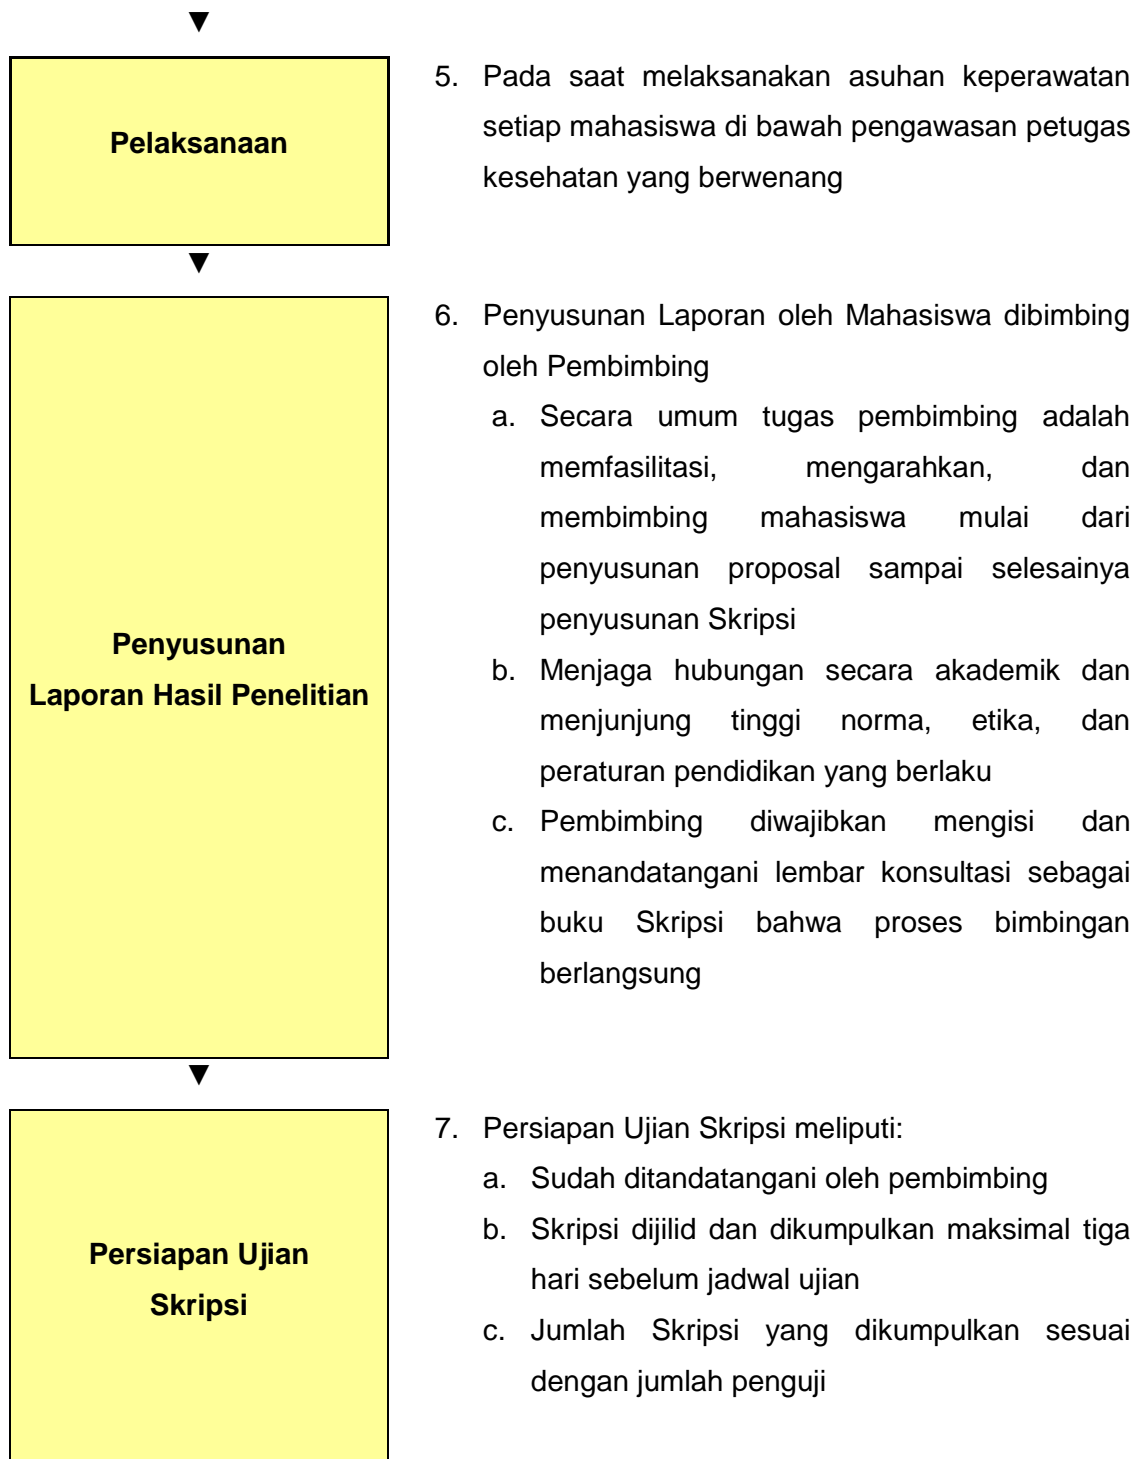 Pelaksanaan
5. Pada saat melaksanakan asuhan keperawatan
setiap mahasiswa di bawah pengawasan petugas
kesehatan yang berwenang
Penyusunan
Laporan Hasil Penelitian
6. Penyusunan Laporan oleh Mahasiswa dibimbing
oleh Pembimbing
a. Secara umum tugas pembimbing adalah
memfasilitasi, mengarahkan, dan
membimbing mahasiswa mulai dari
penyusunan proposal sampai selesainya
penyusunan Skripsi
b. Menjaga hubungan secara akademik dan
menjunjung tinggi norma, etika, dan
peraturan pendidikan yang berlaku
c. Pembimbing diwajibkan mengisi dan
menandatangani lembar konsultasi sebagai
buku Skripsi bahwa proses bimbingan
berlangsung
Persiapan Ujian
Skripsi
7. Persiapan Ujian Skripsi meliputi:
a. Sudah ditandatangani oleh pembimbing
b. Skripsi dijilid dan dikumpulkan maksimal tiga
hari sebelum jadwal ujian
c. Jumlah Skripsi yang dikumpulkan sesuai
dengan jumlah penguji